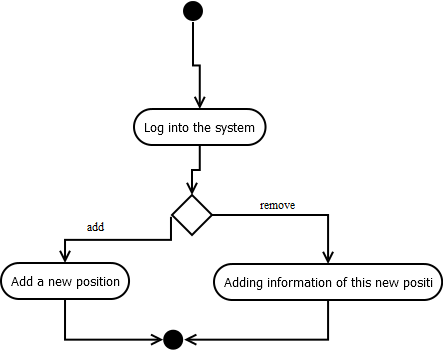 Log into the system
add
remove
Add a new position
Adding information of this new positi